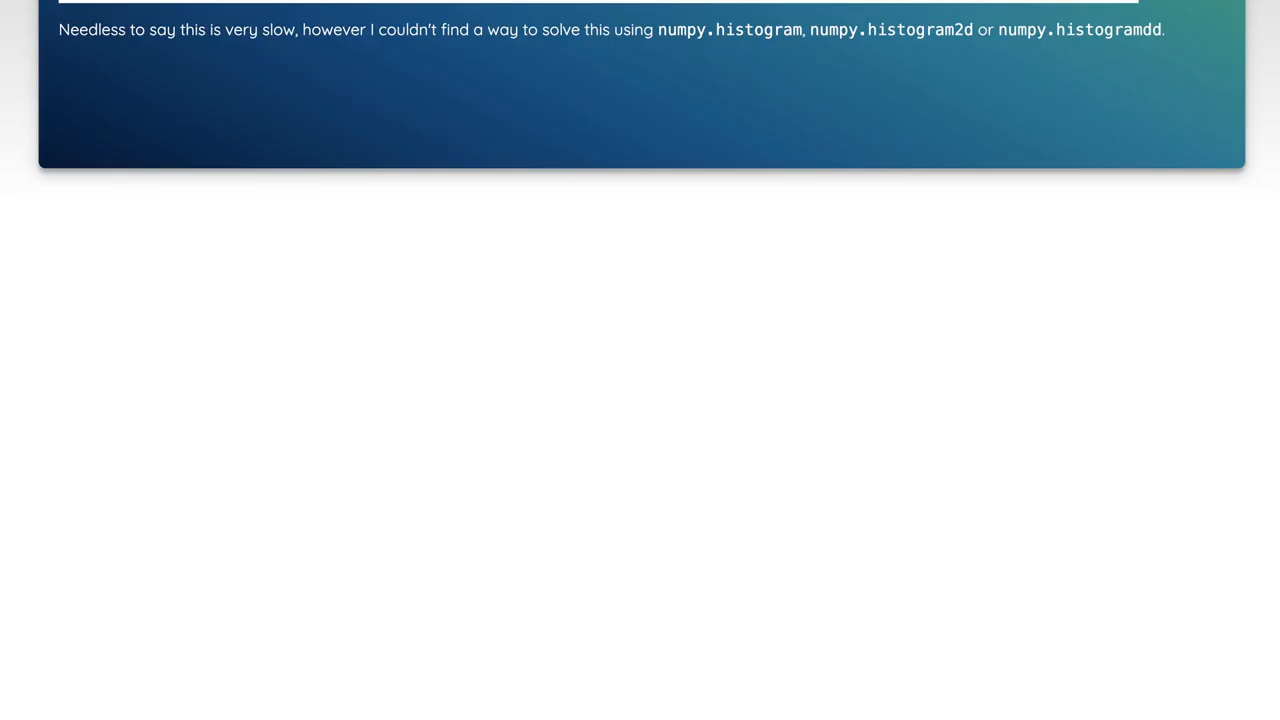 Needless to say this is very slow, however I couldn't find a way to solve this using numpy.histogram, numpy.histogram2d or numpy.histogramdd.